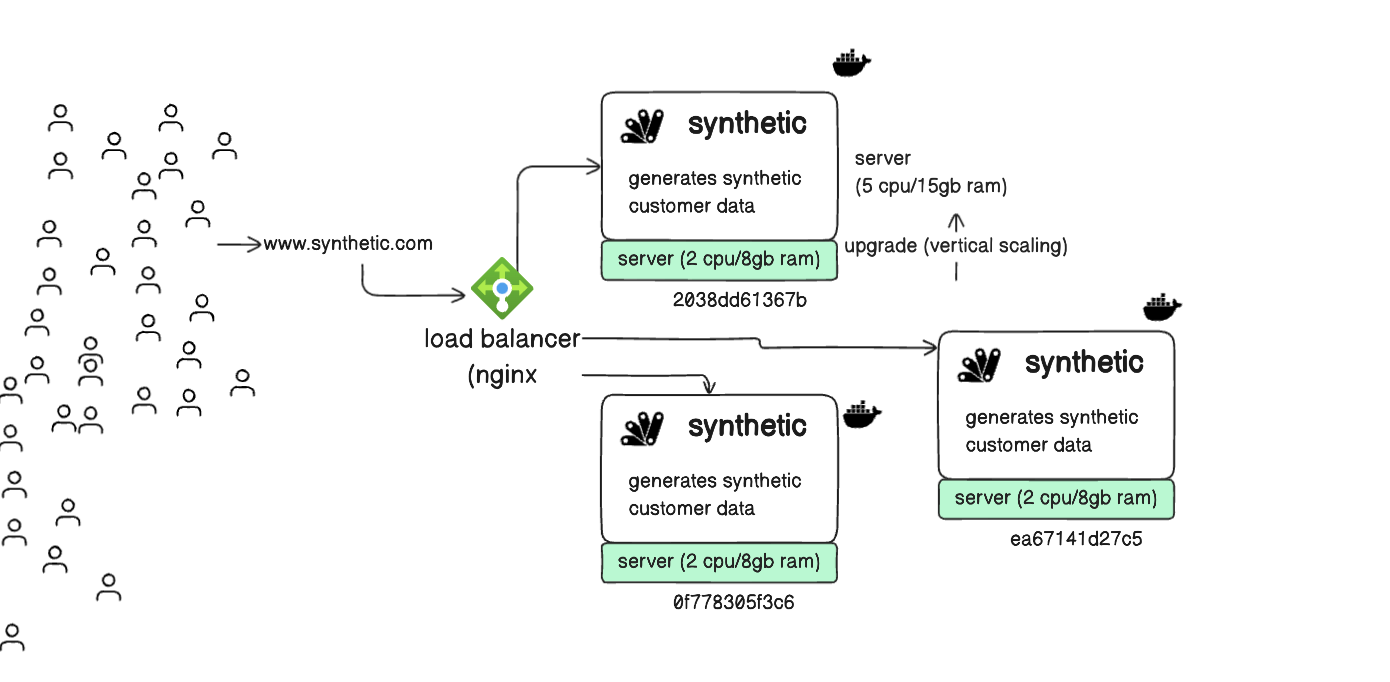 www.synthetic.com
load balancer
(nginx
synthetic
generates synthetic
customer data
server (2 cpu/8gb ram)
2038dd61367b
server
(5 cpu/15gb ram)
upgrade (vertical scaling)
synthetic
generates synthetic
customer data
server (2 cpu/8gb ram)
0f778305f3c6
synthetic
generates synthetic
customer data
server (2 cpu/8gb ram)
ea67141d27c5